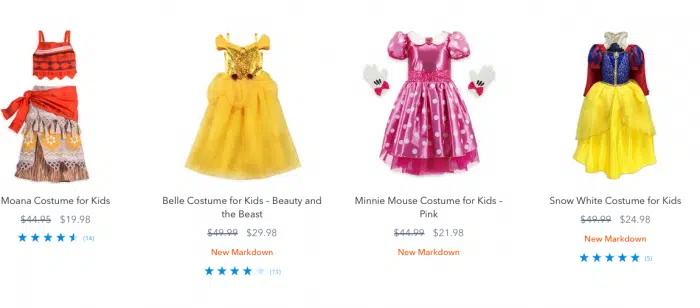 Moana Costume for Kids
$44.95 $19.98
(14)
Belle Costume for Kids - Beauty and
the Beast
$49.99 $29.98
New Markdown
(15)
Minnie Mouse Costume for Kids -
Pink
$44.99 $21.98
New Markdown
Snow White Costume for Kids
$49.99 $24.98
New Markdown
(5)